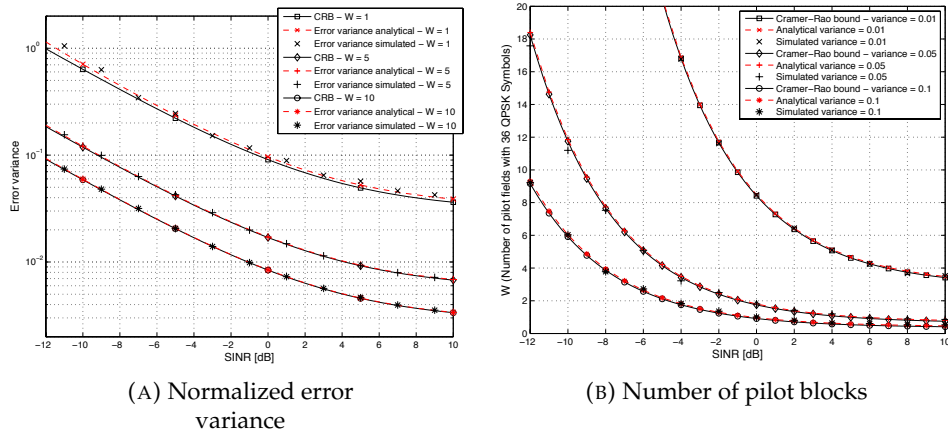 CRB – W = 1
Error variance analytical – W = 1
Error variance simulated – W = 1
CRB – W = 5
Error variance analytical – W = 5
Error variance simulated – W = 5
CRB – W = 10
Error variance analytical – W = 10
Error variance simulated – W = 10
Error variance
10^0
10^-1
10^-2
−12 −10 −8 −6 −4 −2 0 2 4 6 8 10
SINR [dB]
(A) Normalized error
variance
Cramer–Rao bound – variance = 0.01
Analytical variance = 0.01
Simulated variance = 0.01
Cramer–Rao bound – variance = 0.05
Analytical variance = 0.05
Simulated variance = 0.05
Cramer–Rao bound – variance = 0.1
Analytical variance = 0.1
Simulated variance = 0.1
W (Number of pilot fields with 36 QPSK Symbols)
20
18
16
14
12
10
8
6
4
2
0
−12 −10 −8 −6 −4 −2 0 2 4 6 8 10
SINR [dB]
(B) Number of pilot blocks